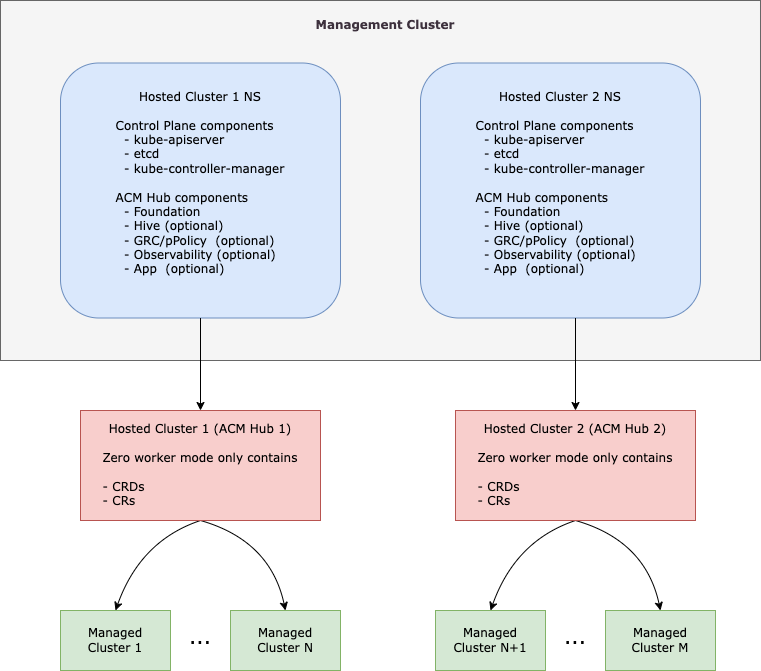 Management Cluster
Hosted Cluster 1 NS
Control Plane components
- kube-apiserver
- etcd
- kube-controller-manager
ACM Hub components
- Foundation
- Hive (optional)
- GRC/pPolicy  (optional)
- Observability (optional)
- App  (optional)
Hosted Cluster 2 NS
Control Plane components
- kube-apiserver
- etcd
- kube-controller-manager
ACM Hub components
- Foundation
- Hive (optional)
- GRC/pPolicy  (optional)
- Observability (optional)
- App  (optional)
Hosted Cluster 1 (ACM Hub 1)
Zero worker mode only contains
- CRDs
- CRs
Hosted Cluster 2 (ACM Hub 2)
Zero worker mode only contains
- CRDs
- CRs
Managed
Cluster 1
...
Managed
Cluster N
Managed
Cluster N+1
...
Managed
Cluster M